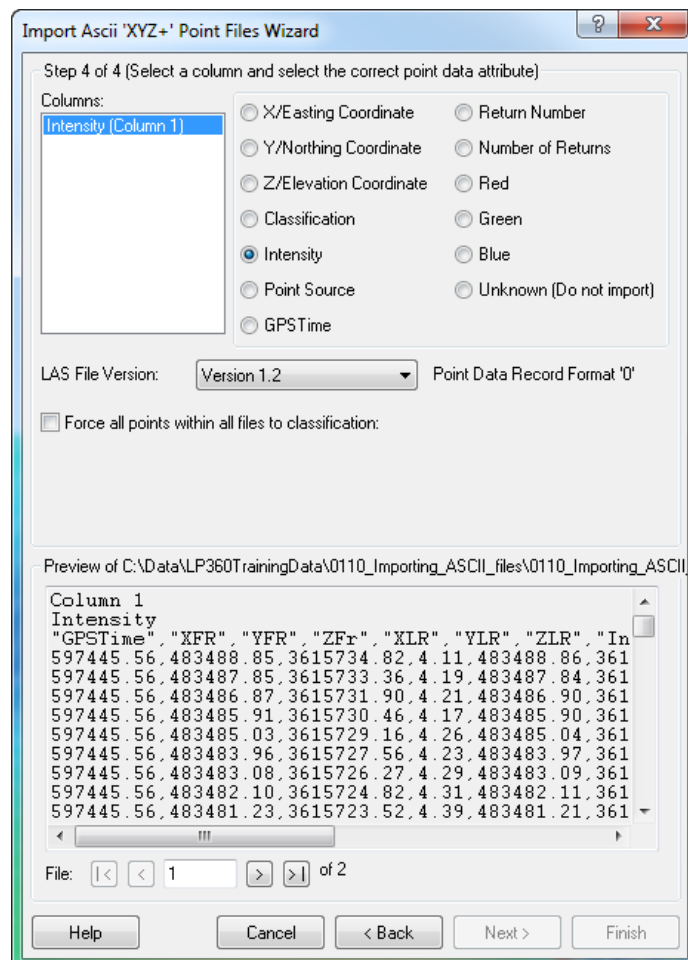 Import Ascii 'XYZ+' Point Files Wizard
Step 4 of 4 (Select a column and select the correct point data attribute)
Columns:
Intensity (Column 1)
X/Easting Coordinate
Y/Northing Coordinate
Z/Elevation Coordinate
Classification
Intensity
Point Source
GPSTime
Return Number
Number of Returns
Red
Green
Blue
Unknown (Do not import)
LAS File Version:
Version 1.2
Point Data Record Format '0'
Force all points within all files to classification:
Preview of C:\Data\LP360TrainingData\0110_Importing_ASCII_files\0110_Importing_ASCII_
Column 1
Intensity
"GPSTime","XFR","YFR","ZFr","XLR","YLR","ZLR","In
597445.56,483488.85,3615734.82,4.11,483488.86,361
597445.56,483487.85,3615733.36,4.19,483487.84,361
597445.56,483486.87,3615731.90,4.21,483486.90,361
597445.56,483485.91,3615730.46,4.17,483485.90,361
597445.56,483485.03,3615729.16,4.26,483485.04,361
597445.56,483483.96,3615727.56,4.23,483483.97,361
597445.56,483483.08,3615726.27,4.29,483483.09,361
597445.56,483482.10,3615724.82,4.31,483482.11,361
597445.56,483481.23,3615723.52,4.39,483481.21,361
File:
1
of 2
Help
Cancel
< Back
Next >
Finish